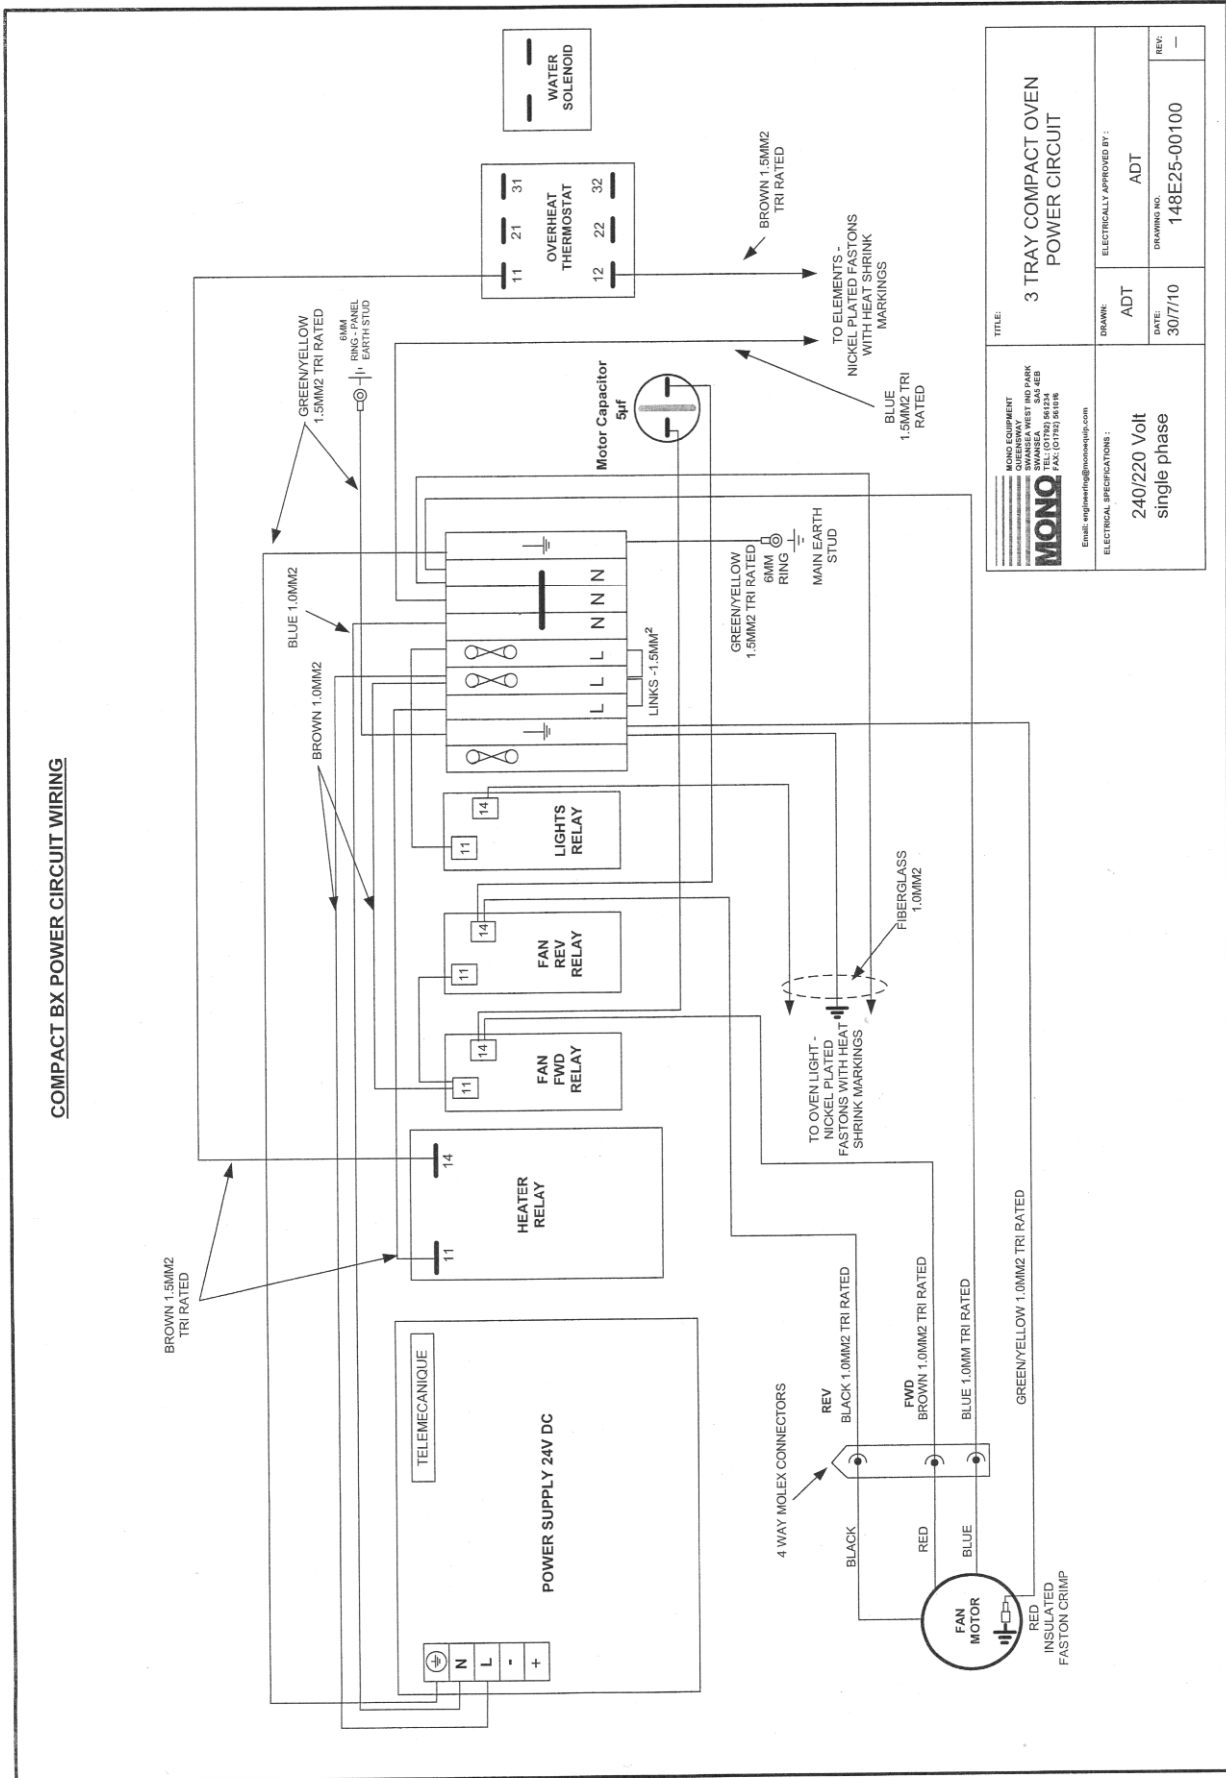 COMPACT BX POWER CIRCUIT WIRING
BROWN 1.5MM2
TRI RATED
BROWN 1.0MM2
BLUE 1.0MM2
GREEN/YELLOW
1.5MM2 TRI RATED
6MM
RING - PANEL
EARTH STUD
TELEMECANIQUE
POWER SUPPLY 24V DC
N
L
-
+
11
14
HEATER
RELAY
11
14
FAN
FWD
RELAY
11
14
FAN
REV
RELAY
11
14
LIGHTS
RELAY
L
L
L
N
N
N
LINKS -1.5MM²
Motor Capacitor
5µf
11
21
31
OVERHEAT
THERMOSTAT
12
22
32
WATER
SOLENOID
BROWN 1.5MM2
TRI RATED
TO ELEMENTS -
NICKEL PLATED FASTONS
WITH HEAT SHRINK
MARKINGS
BLUE
1.5MM2 TRI
RATED
GREEN/YELLOW
1.5MM2 TRI RATED
6MM
RING
MAIN EARTH
STUD
FIBERGLASS
1.0MM2
TO OVEN LIGHT -
NICKEL PLATED
FASTONS WITH HEAT
SHRINK MARKINGS
4 WAY MOLEX CONNECTORS
REV
BLACK 1.0MM2 TRI RATED
FWD
BROWN 1.0MM2 TRI RATED
BLUE 1.0MM TRI RATED
GREEN/YELLOW 1.0MM2 TRI RATED
BLACK
RED
BLUE
FAN
MOTOR
RED
INSULATED
FASTON CRIMP
MONO
MONO EQUIPMENT
QUEENSWAY
SWANSEA WEST IND PARK
SWANSEA SA5 4EB
TEL: (01792) 561234
FAX: (01792) 561016
Email: engineering@monoequip.com
TITLE:
3 TRAY COMPACT OVEN
POWER CIRCUIT
ELECTRICAL SPECIFICATIONS :
240/220 Volt
single phase
DRAWN:
ADT
ELECTRICALLY APPROVED BY :
ADT
DATE:
30/7/10
DRAWING NO.
148E25-00100
REV:
—